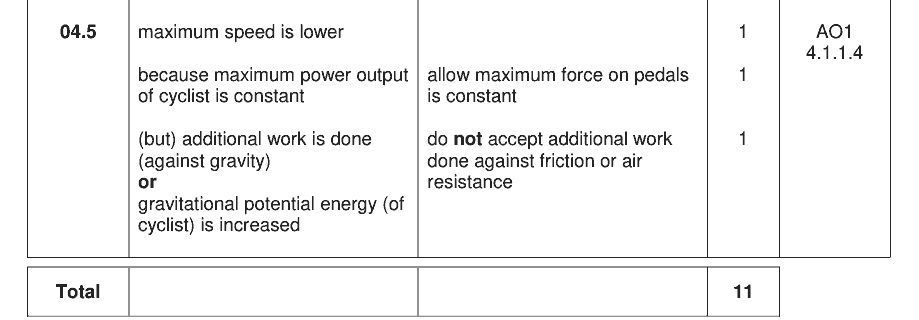 04.5 maximum speed is lower 1 AO1
4.1.1.4
because maximum power output allow maximum force on pedals 1
of cyclist is constant is constant
(but) additional work is done do not accept additional work 1
(against gravity) done against friction or air
or resistance
gravitational potential energy (of
cyclist) is increased
Total 11